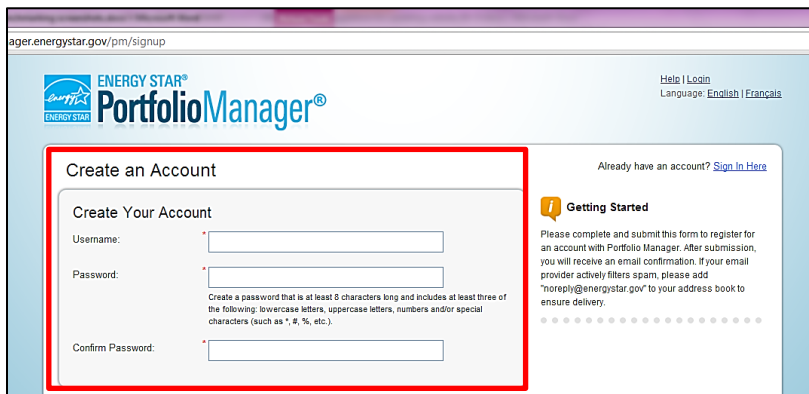 ager.energystar.gov/pm/signup
ENERGY STAR®
PortfolioManager®
energy
ENERGY STAR
Help | Login
Language: English | Français
Create an Account
Already have an account? Sign In Here
Create Your Account
Username: *
Password: *
Create a password that is at least 8 characters long and includes at least three of
the following: lowercase letters, uppercase letters, numbers and/or special
characters (such as *, #, %, etc.).
Confirm Password: *
i Getting Started
Please complete and submit this form to register for
an account with Portfolio Manager. After submission,
you will receive an email confirmation. If your email
provider actively filters spam, please add
"noreply@energystar.gov" to your address book to
ensure delivery.